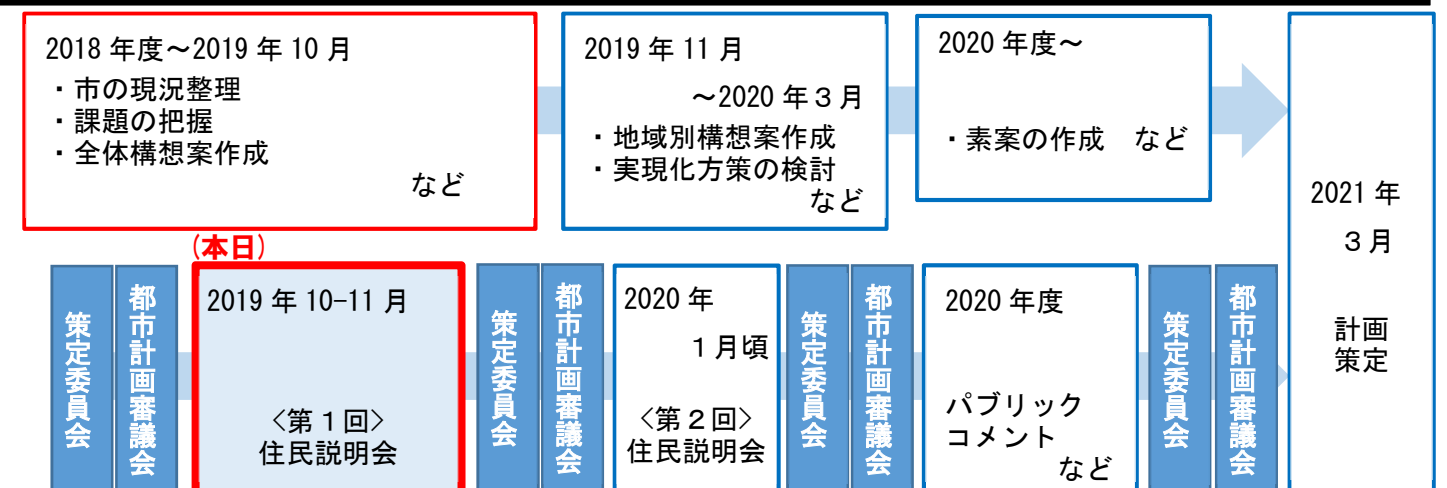 2018 年度～2019 年 10 月
・市の現況整理
・課題の把握
・全体構想案作成
など
2019 年 11 月
～2020 年３月
・地域別構想案作成
・実現化方策の検討
など
2020 年度～
・素案の作成　など
2021 年
３月
計画
策定
(本日)
策定委員会
都市計画審議会
2019 年 10-11 月
<第１回>
住民説明会
策定委員会
都市計画審議会
2020 年
１月頃
<第２回>
住民説明会
策定委員会
都市計画審議会
2020 年度
パブリック
コメント
など
策定委員会
都市計画審議会